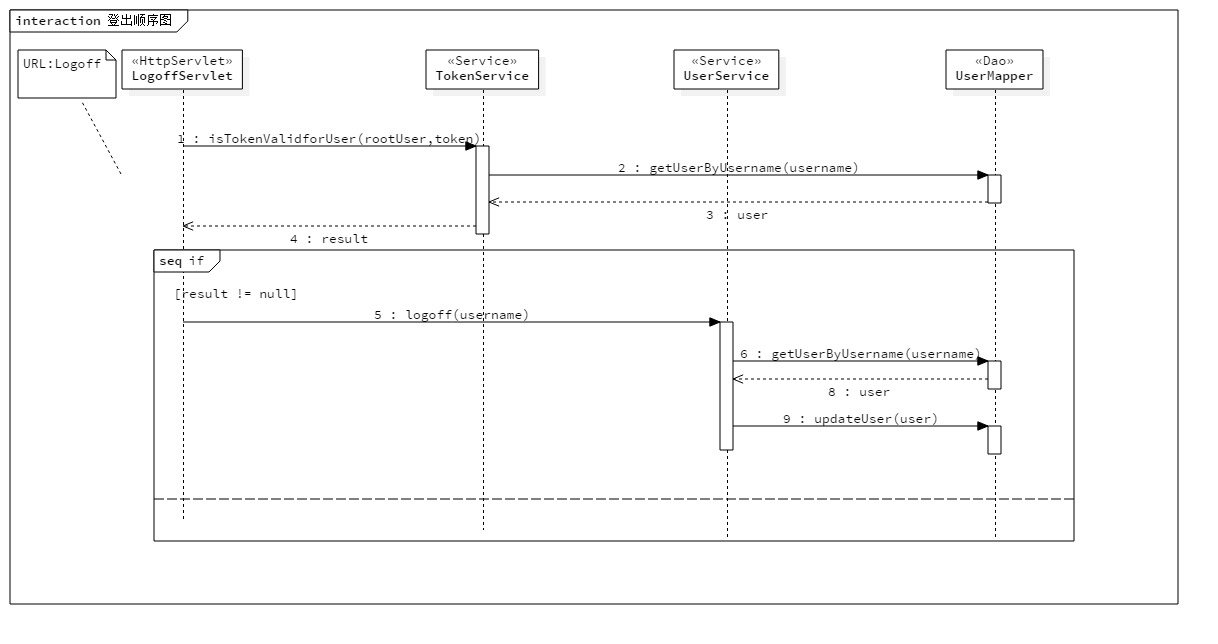 interaction 登出顺序图
URL:Logoff
«HttpServlet»
LogoffServlet
«Service»
TokenService
«Service»
UserService
«Dao»
UserMapper
1 : isTokenValidforUser(rootUser,token)
2 : getUserByUsername(username)
3 : user
4 : result
seq if
[result != null]
5 : logoff(username)
6 : getUserByUsername(username)
8 : user
9 : updateUser(user)